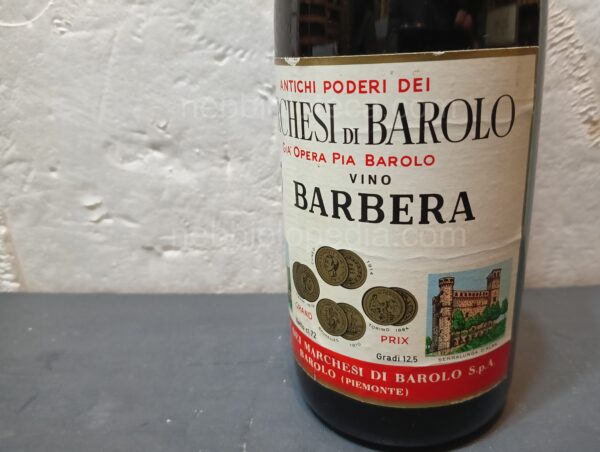 ANTICHI PODERI DEI
CHESI DI BAROLO
GIÀ OPERA PIA BAROLO
VINO
BARBERA
GRAND
PRIX
TORINO 1884
Gradi 12,5
SERRALUNGA D'ALBA
MARCHESI DI BAROLO S.p.A.
BAROLO (PIEMONTE)